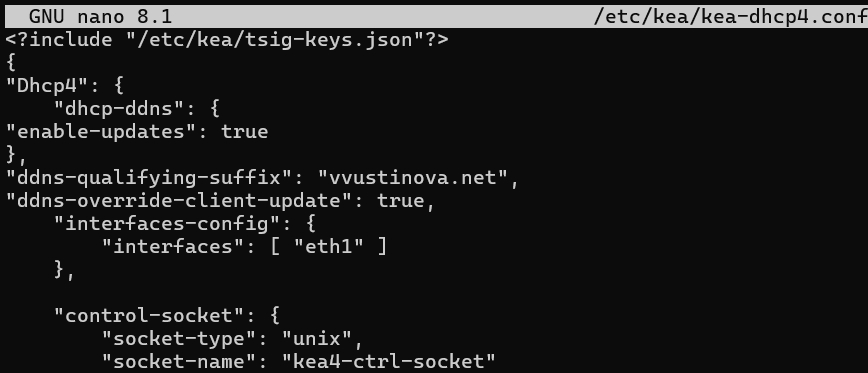 GNU nano 8.1 /etc/kea/kea-dhcp4.conf
<?include "/etc/kea/tsig-keys.json"?>
{
"Dhcp4": {
    "dhcp-ddns": {
"enable-updates": true
},
"ddns-qualifying-suffix": "vvustinova.net",
"ddns-override-client-update": true,
    "interfaces-config": {
        "interfaces": [ "eth1" ]
    },

    "control-socket": {
        "socket-type": "unix",
        "socket-name": "kea4-ctrl-socket"